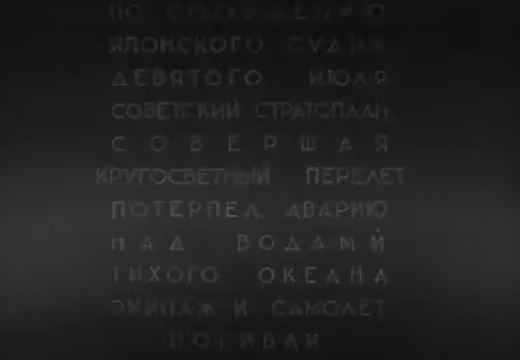 ПО СООБЩЕНИЮ
ЯПОНСКОГО СУДНА
ДЕВЯТОГО ИЮЛЯ
СОВЕТСКИЙ СТРАТОПЛАН,
СОВЕРШАЯ
КРУГОСВЕТНЫЙ ПЕРЕЛЕТ
ПОТЕРПЕЛ АВАРИЮ
НАД ВОДАМИ
ТИХОГО ОКЕАНА
ЭКИПАЖ И САМОЛЕТ
ПОГИБЛИ